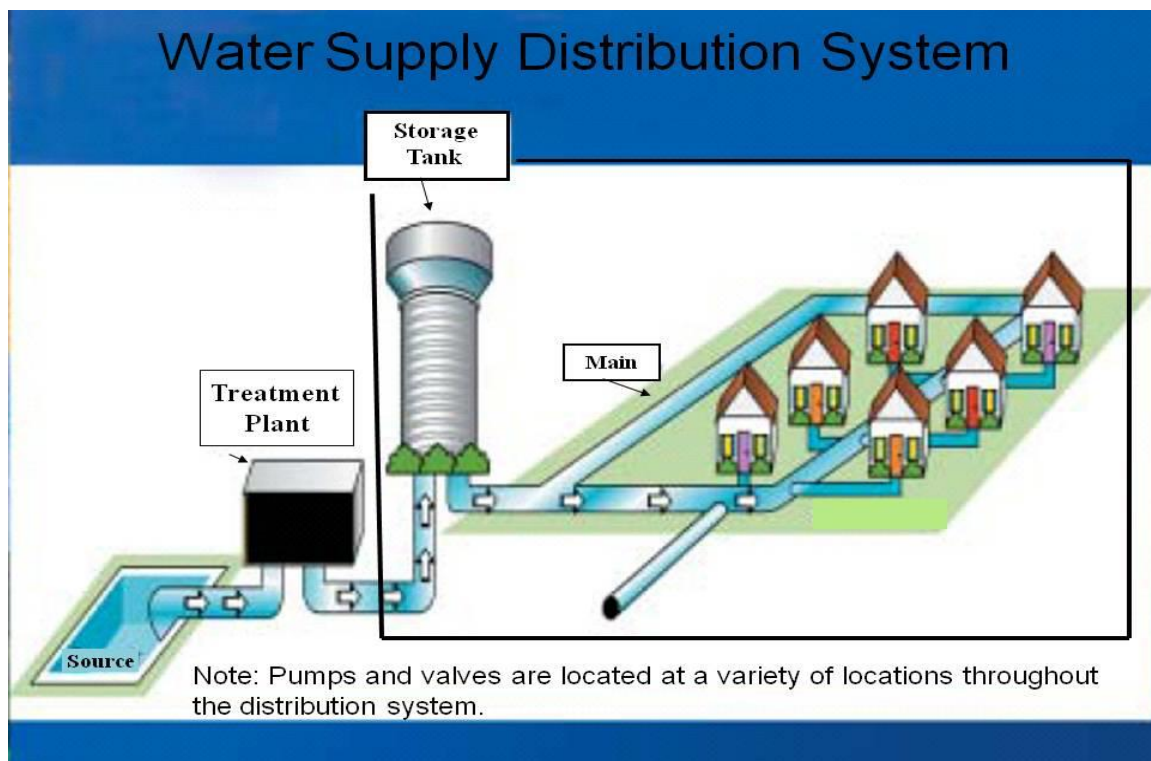 Water Supply Distribution System
Storage
Tank
Main
Treatment
Plant
Source
Note: Pumps and valves are located at a variety of locations throughout
the distribution system.